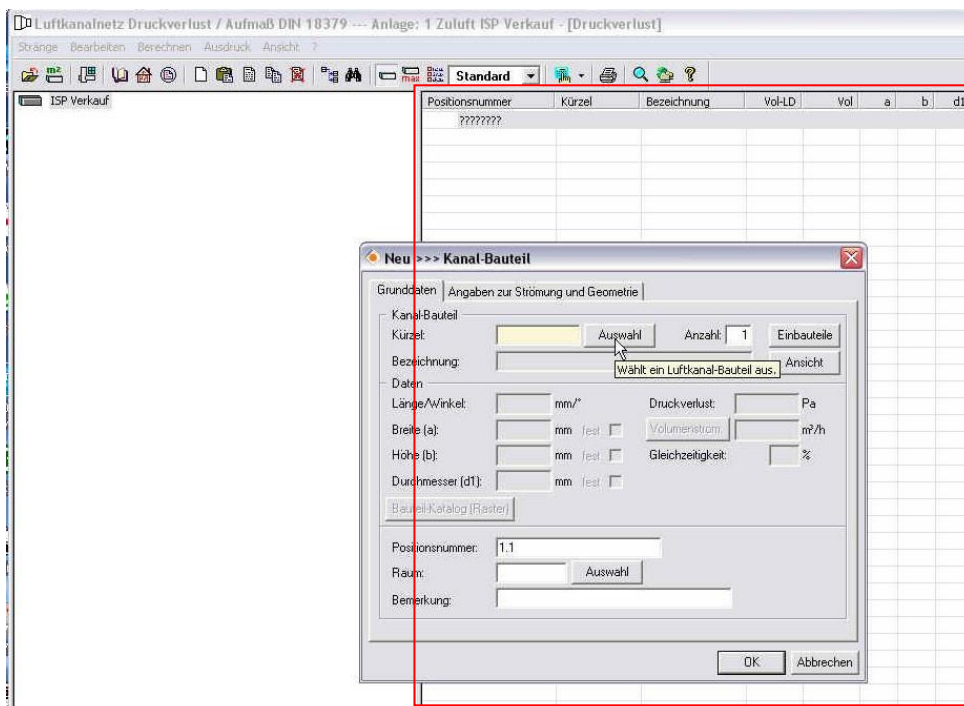 Luftkanalnetz Druckverlust / Aufmaß DIN 18379 --- Anlage: 1 Zuluft ISP Verkauf - [Druckverlust]
Stränge Bearbeiten Berechnen Ausdruck Ansicht ?
Standard
ISP Verkauf
Positionsnummer Kürzel Bezeichnung Vol-LD Vol a b d1
????????
Neu >>> Kanal-Bauteil
Grunddaten Angaben zur Strömung und Geometrie
Kanal-Bauteil
Kürzel: Auswahl Anzahl: 1 Einbauteile
Bezeichnung: Ansicht
Wählt ein Luftkanal-Bauteil aus.
Daten
Länge/Winkel: mm/° Druckverlust: Pa
Breite (a): mm fest Volumenstrom: m³/h
Höhe (b): mm fest Gleichzeitigkeit: %
Durchmesser (d1): mm fest
Bauteil-Katalog (Raster)
Positionsnummer: 1.1
Raum: Auswahl
Bemerkung:
OK Abbrechen